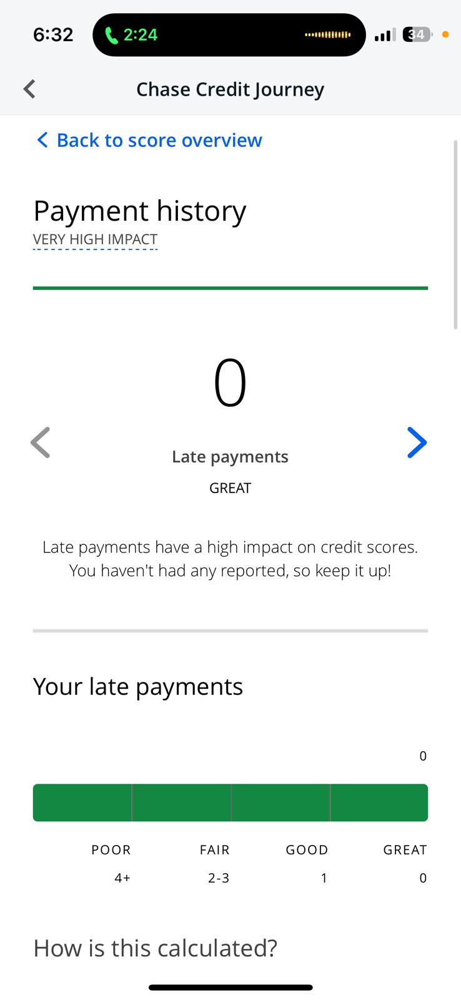 6:32
2:24
34
Chase Credit Journey
Back to score overview
Payment history
VERY HIGH IMPACT
0
Late payments
GREAT
Late payments have a high impact on credit scores.
You haven't had any reported, so keep it up!
Your late payments
0
POOR FAIR GOOD GREAT
4+ 2-3 1 0
How is this calculated?